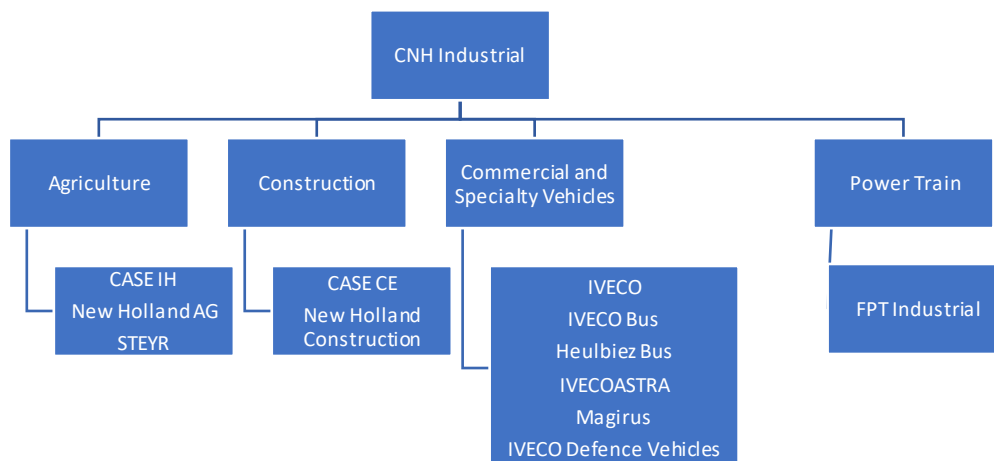 CNH Industrial
Agriculture
Construction
Commercial and
Specialty Vehicles
Power Train
CASE IH
New Holland AG
STEYR
CASE CE
New Holland
Construction
IVECO
IVECO Bus
Heulbiez Bus
IVECOASTRA
Magirus
IVECO Defence Vehicles
FPT Industrial